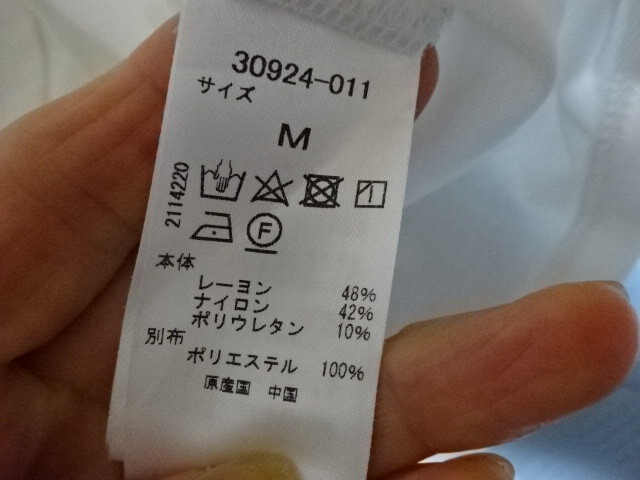 30924-011
サイズ
M
2114220
F
本体
レーヨン 48%
ナイロン 42%
ポリウレタン 10%
別布
ポリエステル 100%
原産国 中国